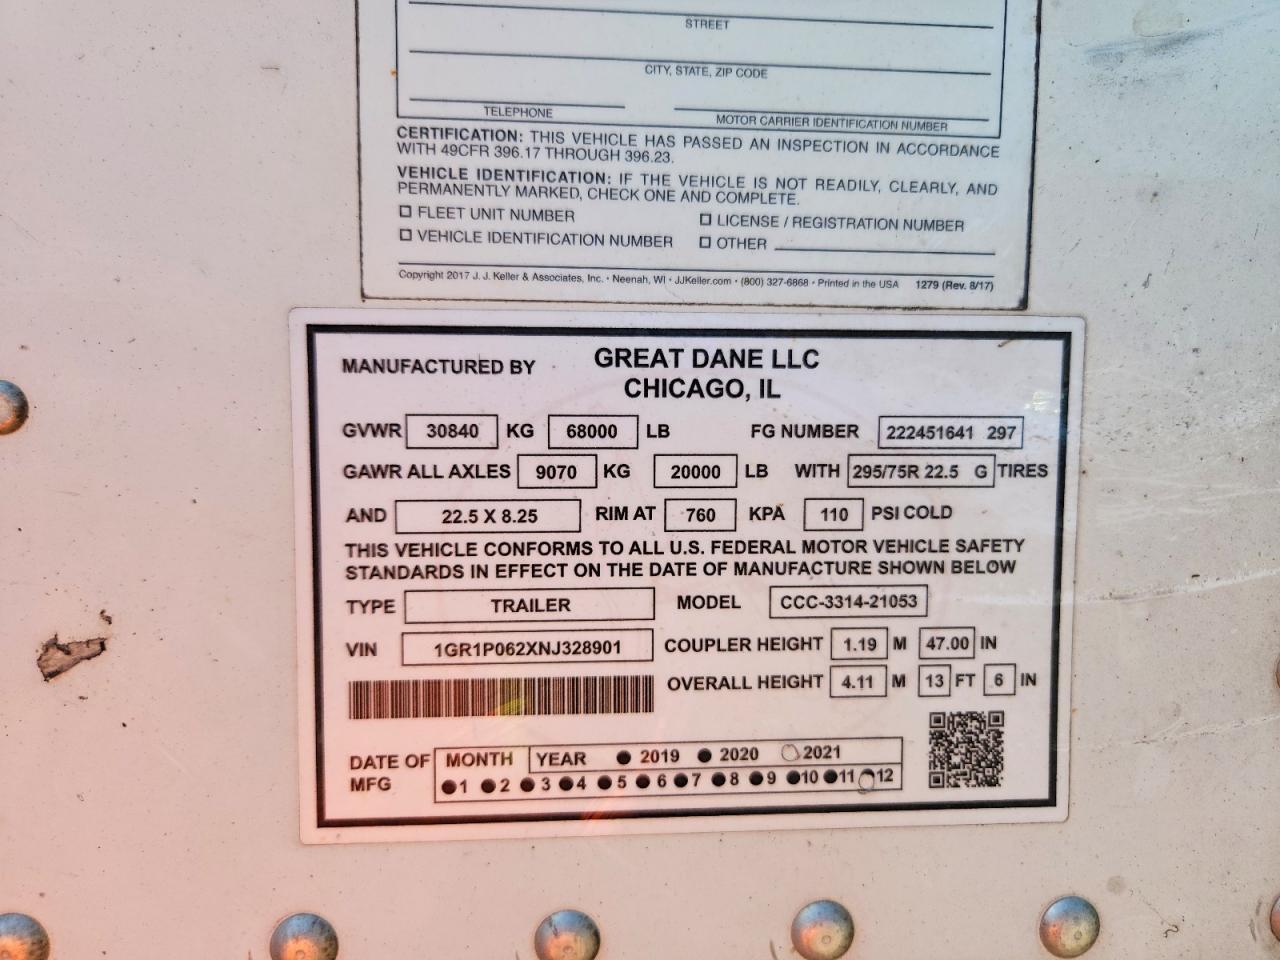 STREET
CITY, STATE, ZIP CODE
TELEPHONE MOTOR CARRIER IDENTIFICATION NUMBER
CERTIFICATION: THIS VEHICLE HAS PASSED AN INSPECTION IN ACCORDANCE
WITH 49CFR 396.17 THROUGH 396.23.
VEHICLE IDENTIFICATION: IF THE VEHICLE IS NOT READILY, CLEARLY, AND
PERMANENTLY MARKED, CHECK ONE AND COMPLETE.
☐ FLEET UNIT NUMBER ☐ LICENSE / REGISTRATION NUMBER
☐ VEHICLE IDENTIFICATION NUMBER ☐ OTHER
Copyright 2017 J. J. Keller & Associates, Inc. • Neenah, WI • JJKeller.com • (800) 327-6868 • Printed in the USA 1279 (Rev. 8/17)
MANUFACTURED BY GREAT DANE LLC
CHICAGO, IL
GVWR 30840 KG 68000 LB FG NUMBER 222451641 297
GAWR ALL AXLES 9070 KG 20000 LB WITH 295/75R 22.5 G TIRES
AND 22.5 X 8.25 RIM AT 760 KPA 110 PSI COLD
THIS VEHICLE CONFORMS TO ALL U.S. FEDERAL MOTOR VEHICLE SAFETY
STANDARDS IN EFFECT ON THE DATE OF MANUFACTURE SHOWN BELOW
TYPE TRAILER MODEL CCC-3314-21053
VIN 1GR1P062XNJ328901 COUPLER HEIGHT 1.19 M 47.00 IN
OVERALL HEIGHT 4.11 M 13 FT 6 IN
DATE OF MFG MONTH YEAR ● 2019 ● 2020 ○ 2021
● 1 ● 2 ● 3 ● 4 ● 5 ● 6 ● 7 ● 8 ● 9 ● 10 ● 11 ○ 12